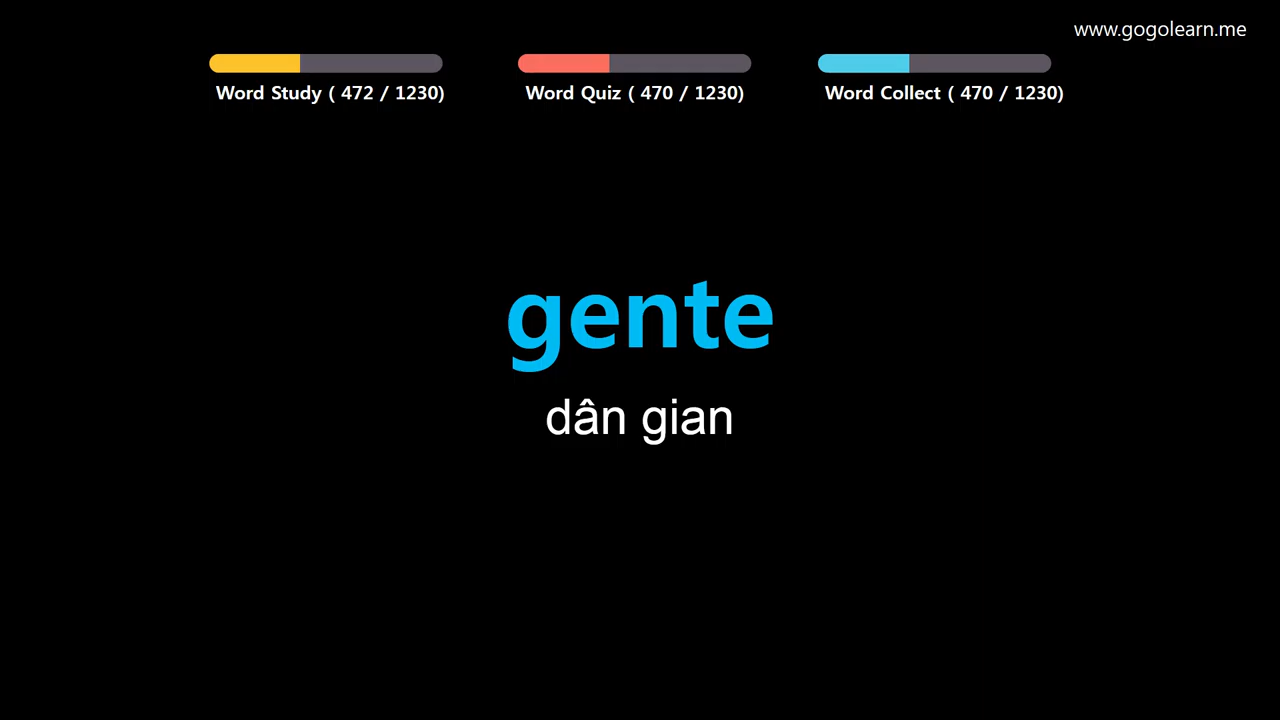 www.gogolearn.me
Word Study ( 472 / 1230)
Word Quiz ( 470 / 1230)
Word Collect ( 470 / 1230)
gente
dân gian